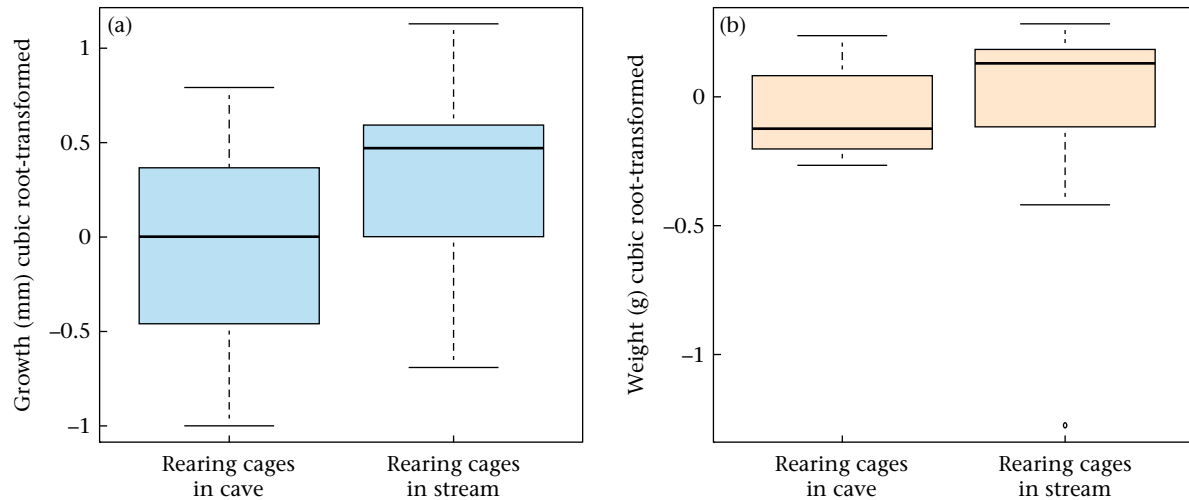 (a)
Growth (mm) cubic root-transformed
1
0.5
0
–0.5
–1
Rearing cages
in cave
Rearing cages
in stream
(b)
Weight (g) cubic root-transformed
0
–0.5
–1
Rearing cages
in cave
Rearing cages
in stream